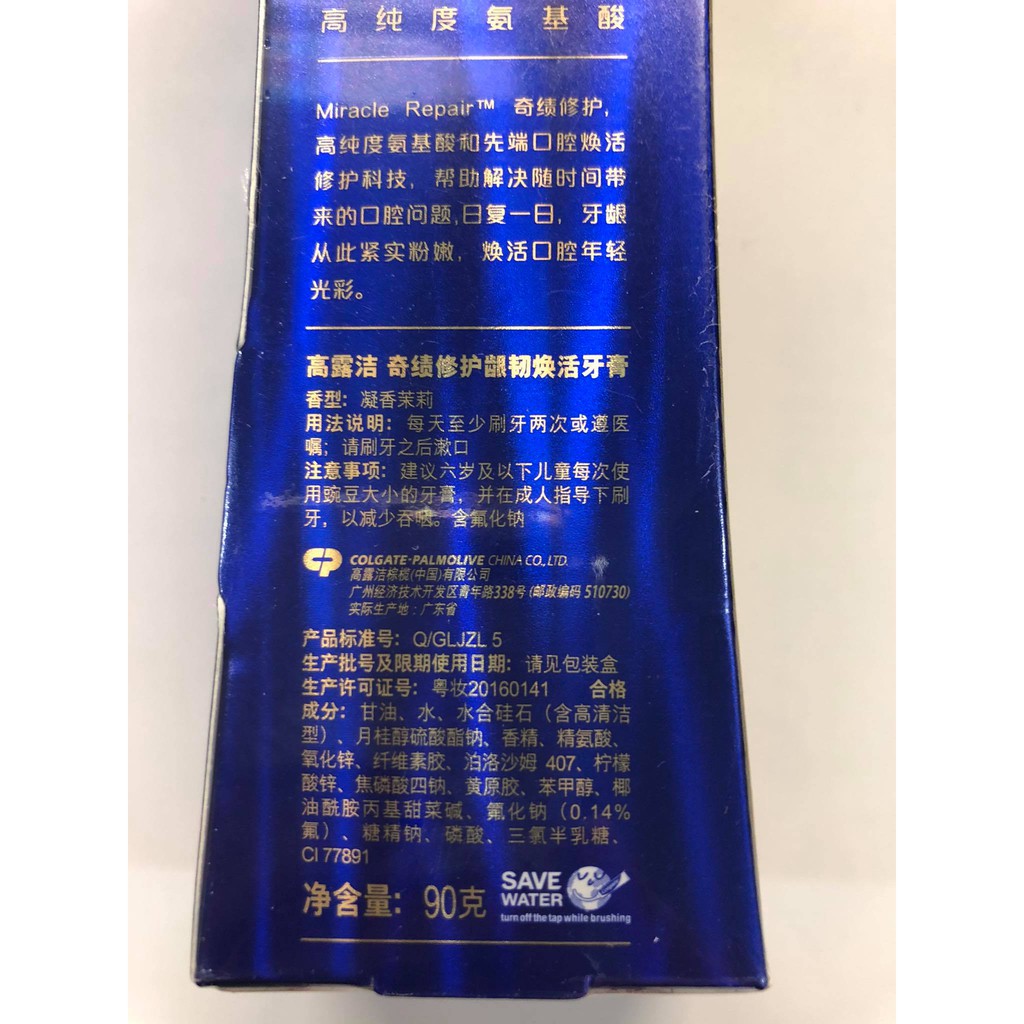 高纯度氨基酸
Miracle Repair™ 奇绩修护,
高纯度氨基酸和先端口腔焕活
修护科技，帮助解决随时间带
来的口腔问题,日复一日，牙龈
从此紧实粉嫩，焕活口腔年轻
光彩。
高露洁 奇绩修护龈韧焕活牙膏
香型：凝香茉莉
用法说明：每天至少刷牙两次或遵医
嘱；请刷牙之后漱口
注意事项：建议六岁及以下儿童每次使
用豌豆大小的牙膏，并在成人指导下刷
牙，以减少吞咽。含氟化钠
CP COLGATE-PALMOLIVE CHINA CO., LTD.
高露洁棕榄(中国)有限公司
广州经济技术开发区青年路338号 (邮政编码 510730)
实际生产地：广东省
产品标准号：Q/GLJZL 5
生产批号及限期使用日期：请见包装盒
生产许可证号：粤妆20160141 合格
成分：甘油、水、水合硅石（含高清洁
型）、月桂醇硫酸酯钠、香精、精氨酸、
氧化锌、纤维素胶、泊洛沙姆 407、柠檬
酸锌、焦磷酸四钠、黄原胶、苯甲醇、椰
油酰胺丙基甜菜碱、氟化钠（0.14%
氟）、糖精钠、磷酸、三氯半乳糖、
CI 77891
净含量：90克
SAVE
WATER
turn off the tap while brushing